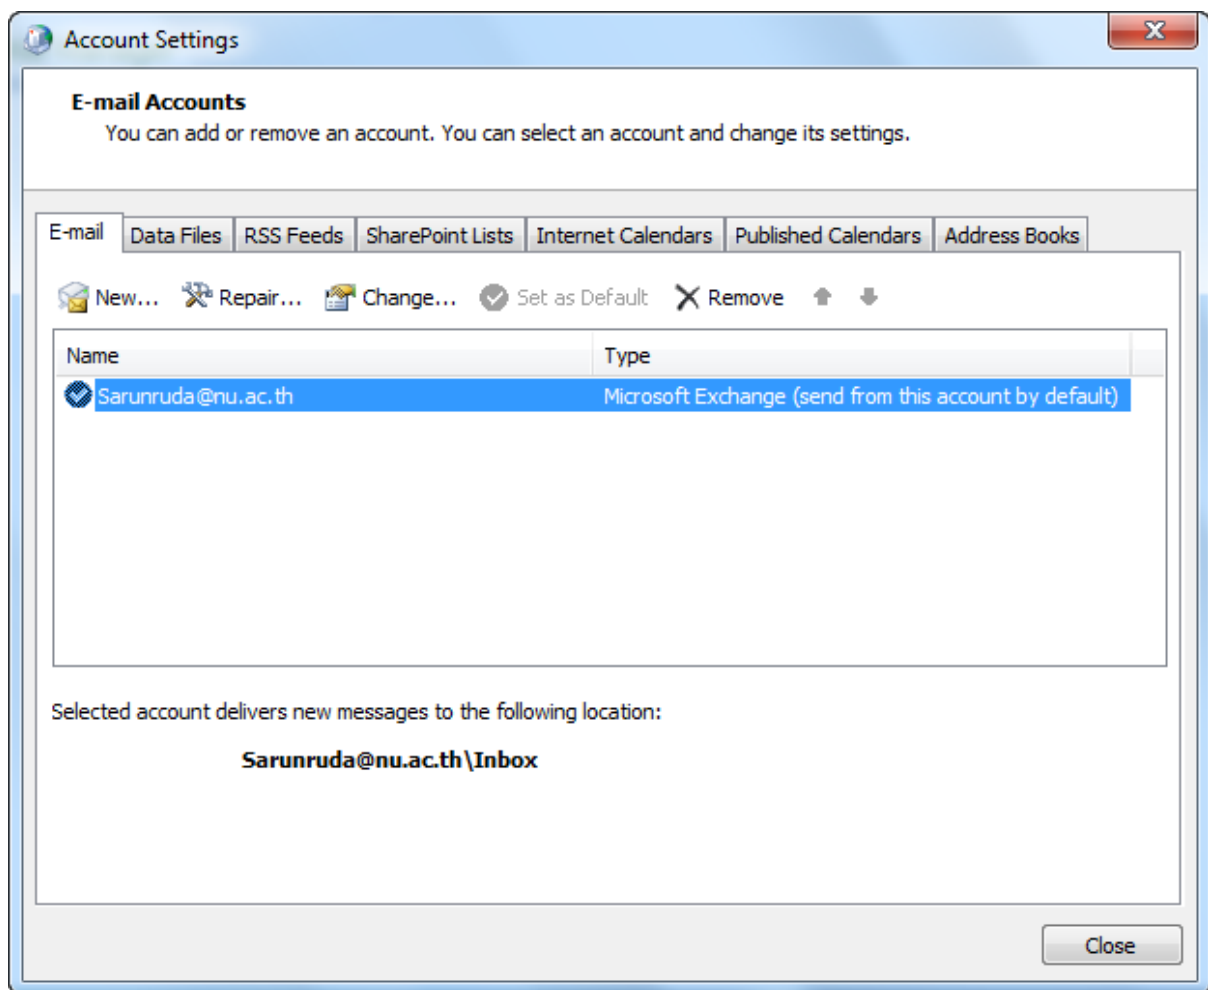 Account Settings
E-mail Accounts
You can add or remove an account. You can select an account and change its settings.
E-mail Data Files RSS Feeds SharePoint Lists Internet Calendars Published Calendars Address Books
New... Repair... Change... Set as Default Remove
Name Type
Sarunruda@nu.ac.th Microsoft Exchange (send from this account by default)
Selected account delivers new messages to the following location:
Sarunruda@nu.ac.th\Inbox
Close